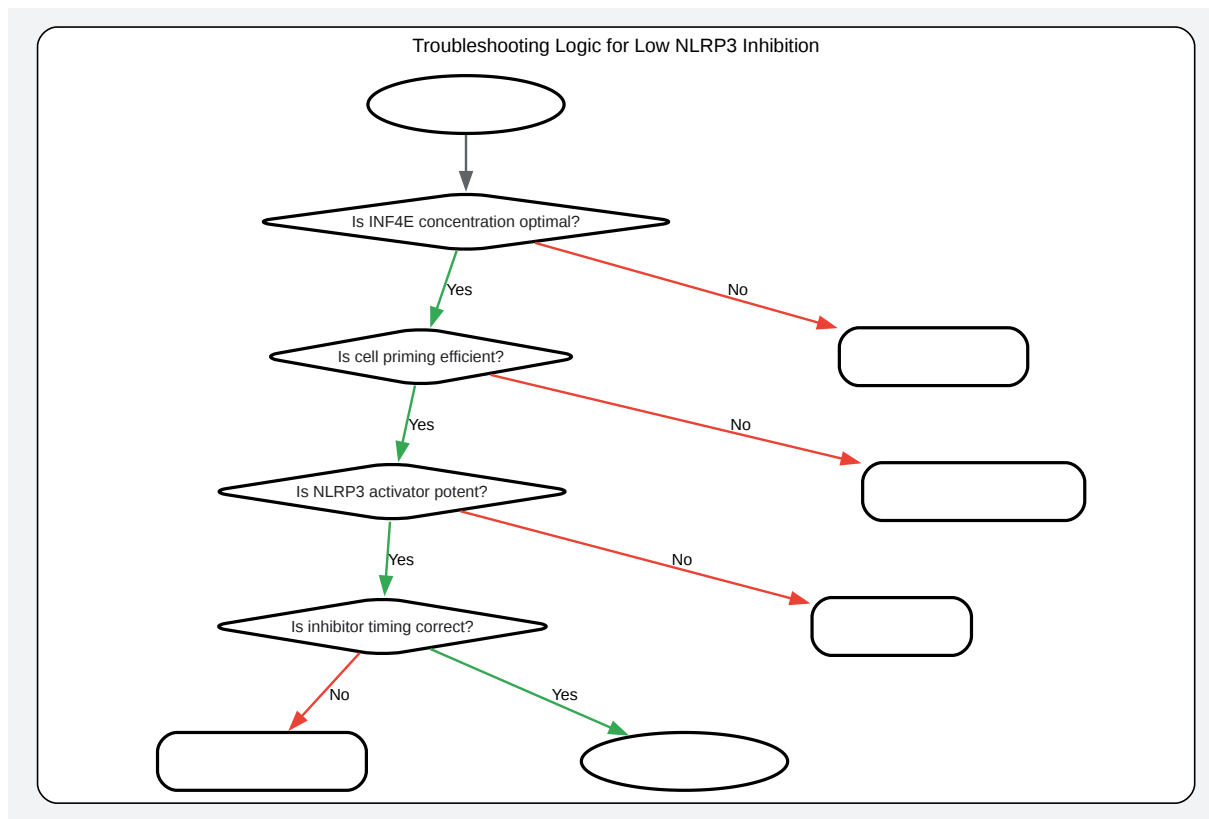 Troubleshooting Logic for Low NLRP3 Inhibition
Is INF4E concentration optimal?
Yes
No
Is cell priming efficient?
Yes
No
Is NLRP3 activator potent?
Yes
No
Is inhibitor timing correct?
No
Yes